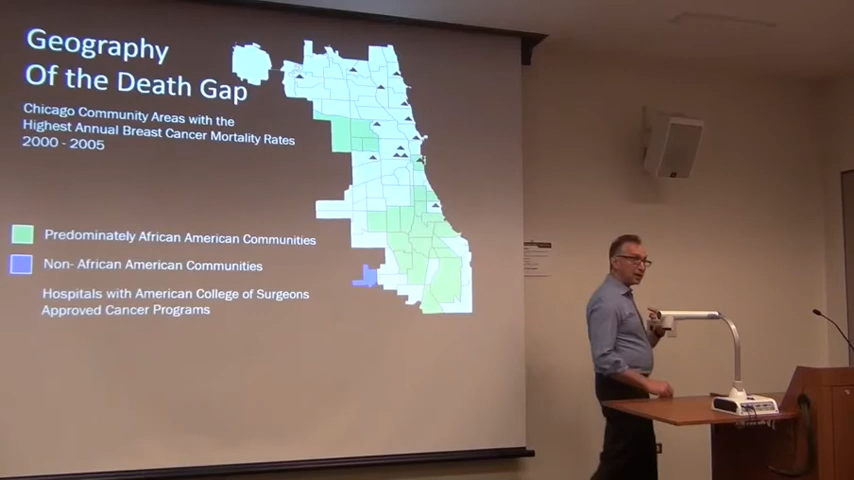 Geography
Of the Death Gap
Chicago Community Areas with the
Highest Annual Breast Cancer Mortality Rates
2000 - 2005
Predominately African American Communities
Non- African American Communities
Hospitals with American College of Surgeons
Approved Cancer Programs